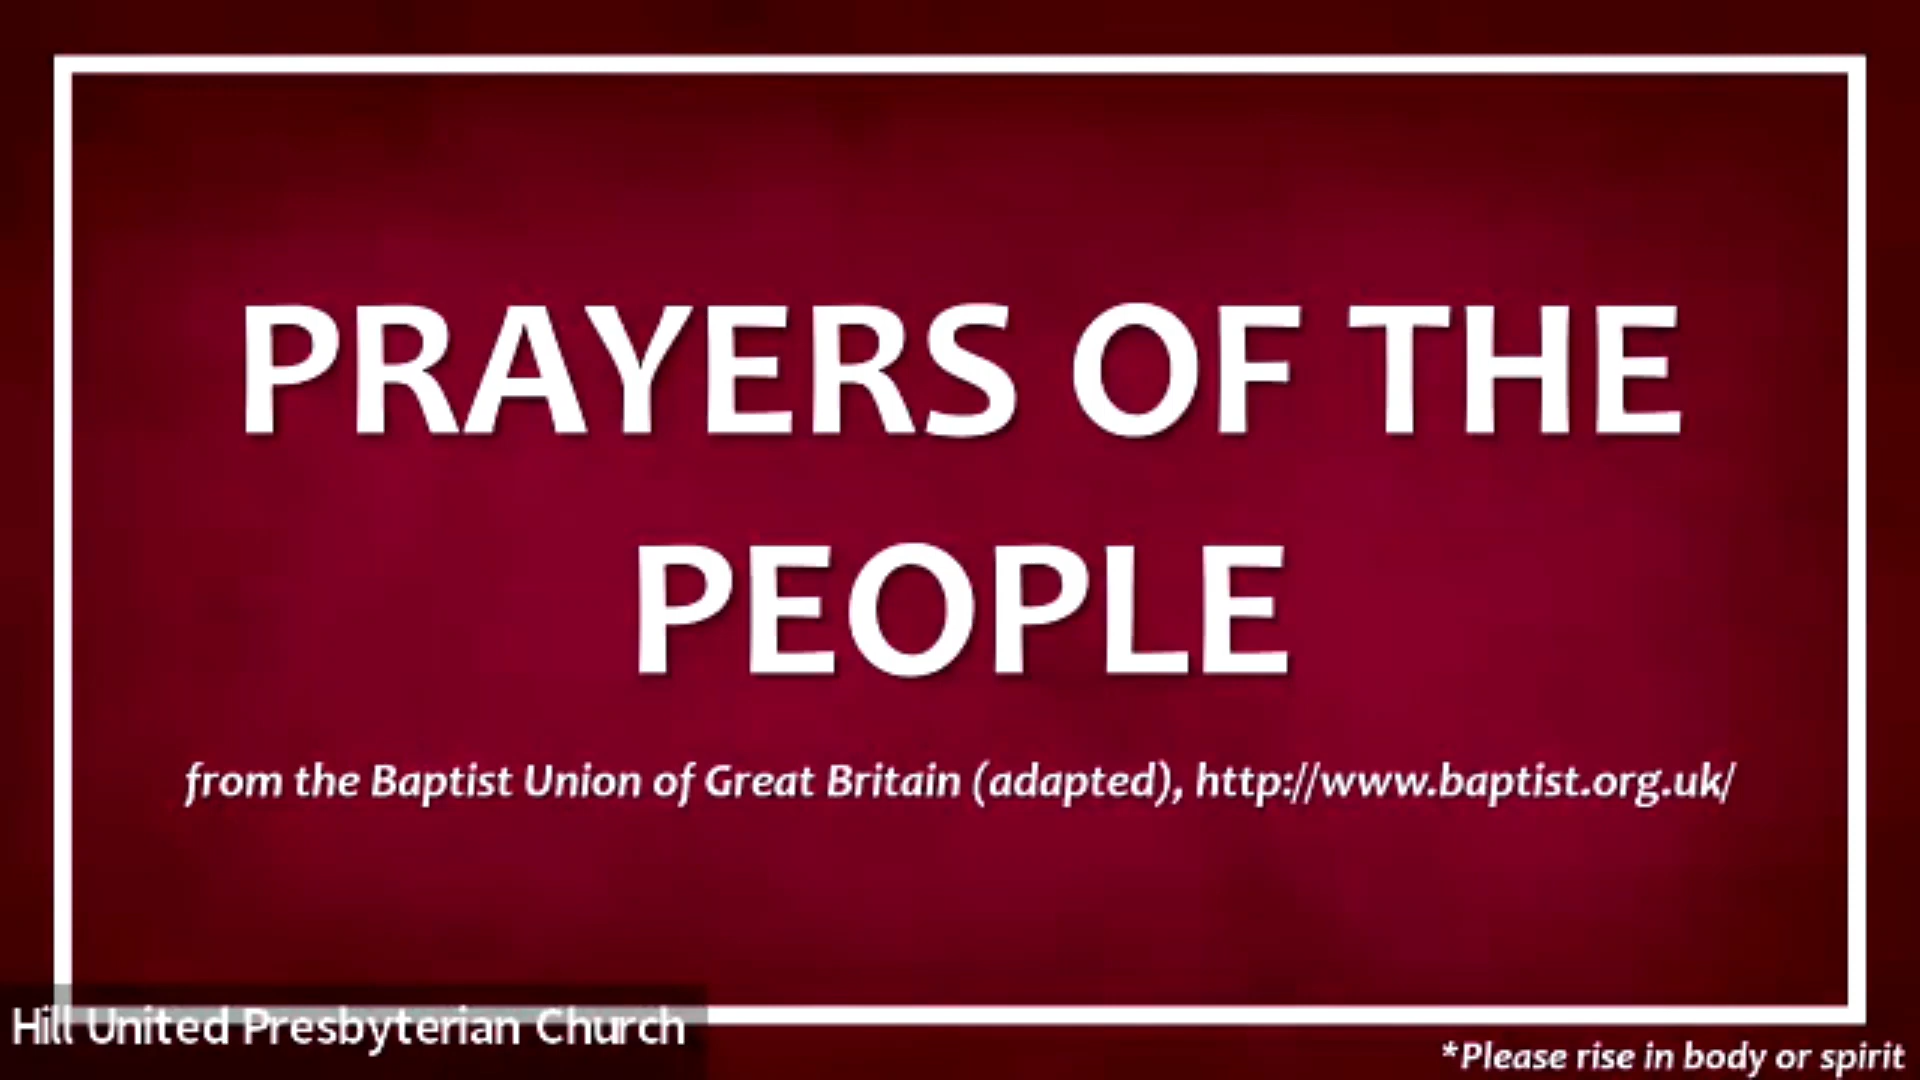 PRAYERS OF THE
PEOPLE
from the Baptist Union of Great Britain (adapted), http://www.baptist.org.uk/
Hill United Presbyterian Church
*Please rise in body or spirit